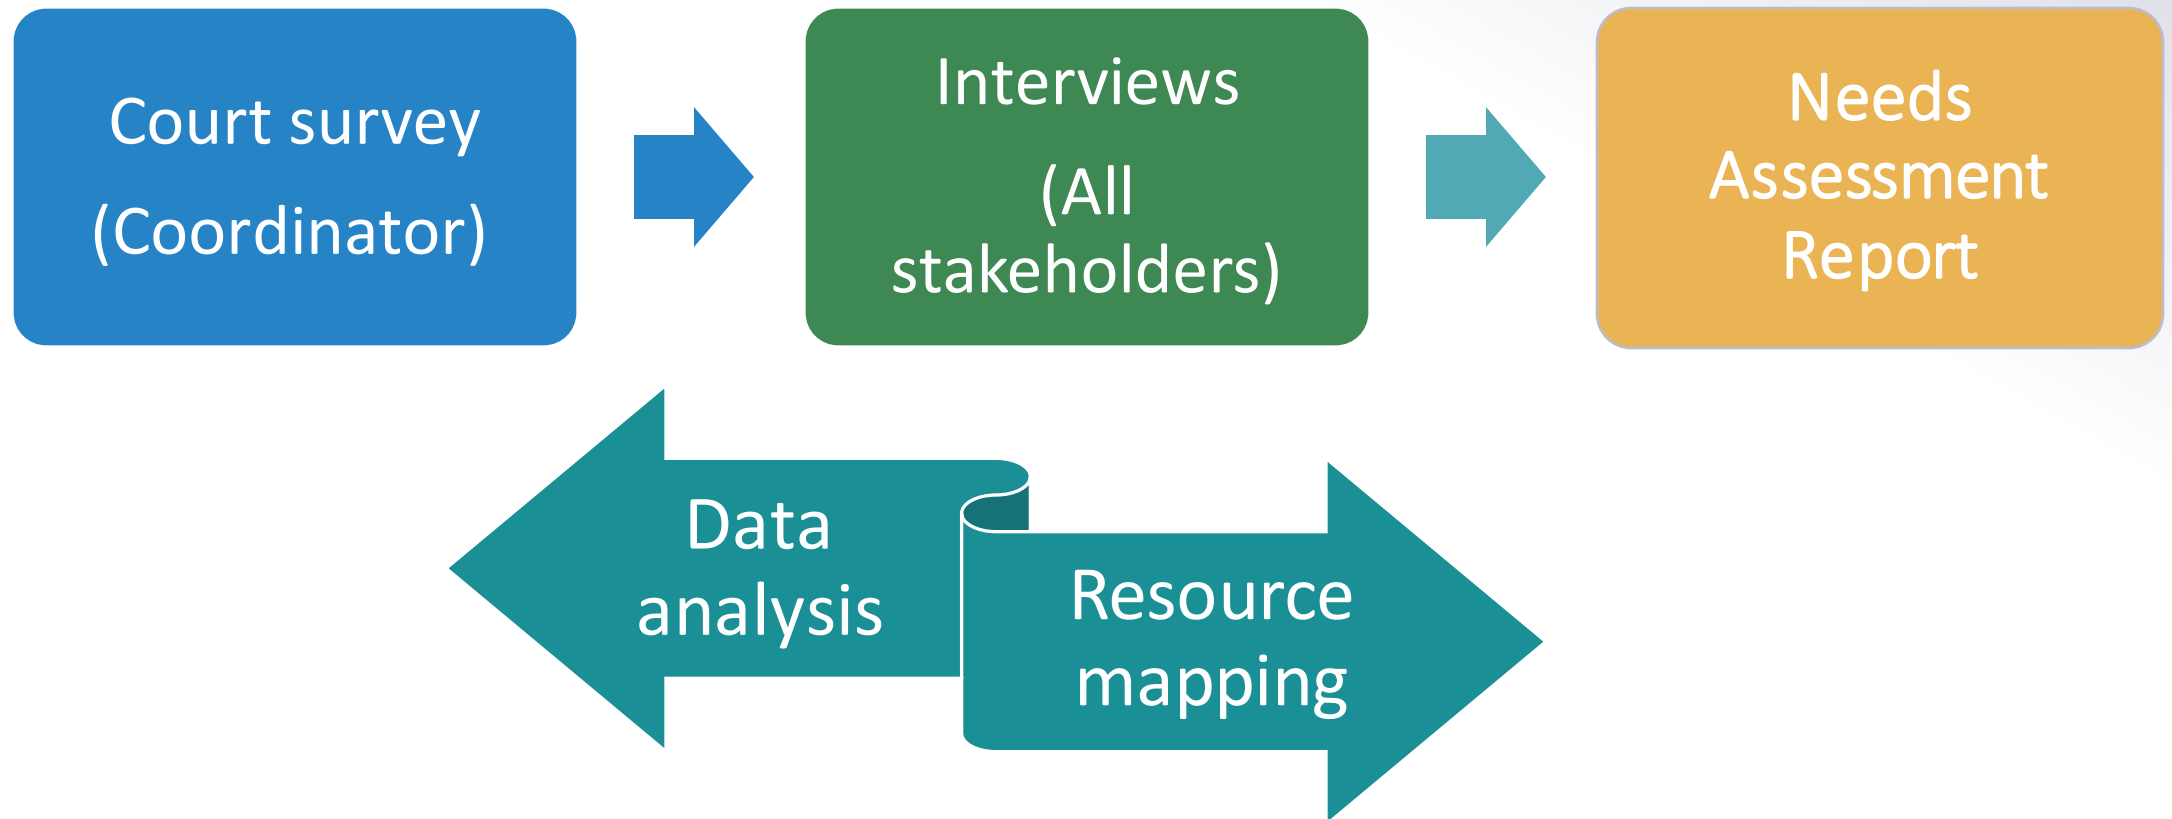 Court survey
(Coordinator)
Interviews
(All
stakeholders)
Needs
Assessment
Report
Data
analysis
Resource
mapping